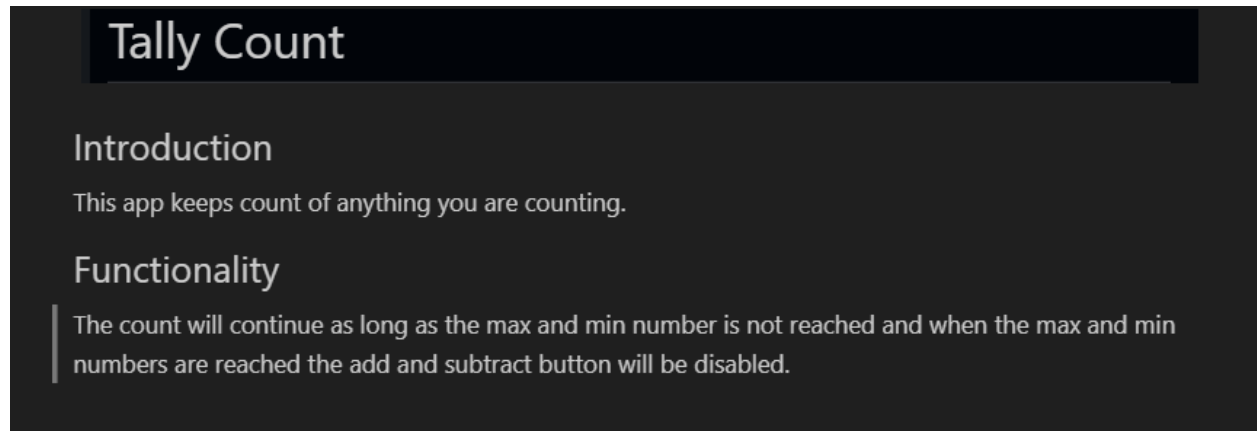 Tally Count
Introduction
This app keeps count of anything you are counting.
Functionality
The count will continue as long as the max and min number is not reached and when the max and min
numbers are reached the add and subtract button will be disabled.